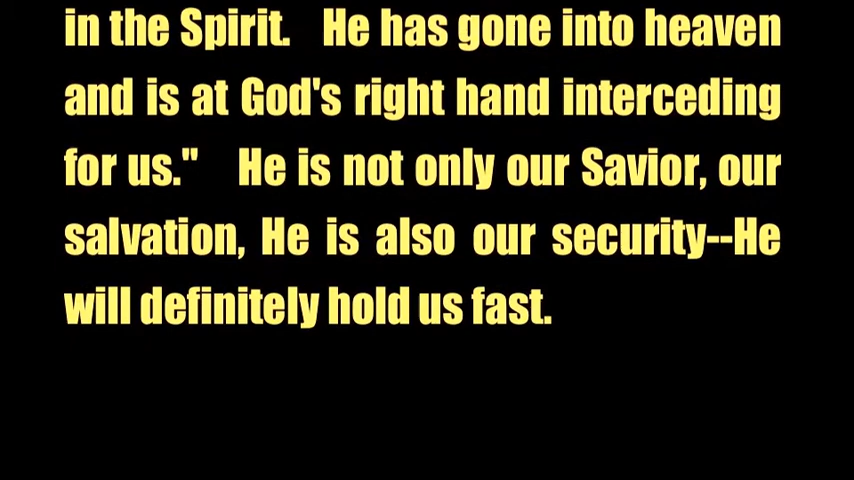 in the Spirit. He has gone into heaven
and is at God's right hand interceding
for us." He is not only our Savior, our
salvation, He is also our security--He
will definitely hold us fast.